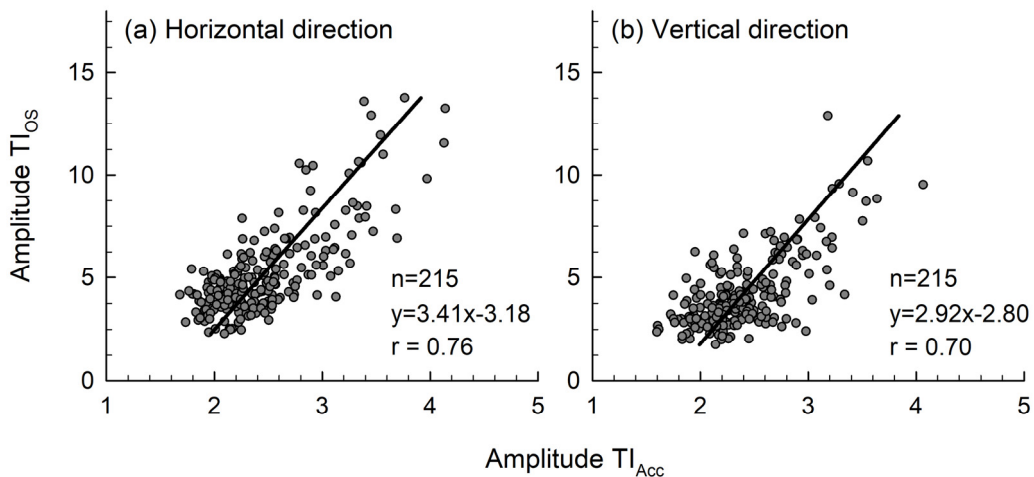 (a) Horizontal direction
(b) Vertical direction
Amplitude TI_OS
15
10
5
0
n=215
y=3.41x-3.18
r = 0.76
1 2 3 4 5
15
10
5
0
n=215
y=2.92x-2.80
r = 0.70
1 2 3 4 5
Amplitude TI_Acc